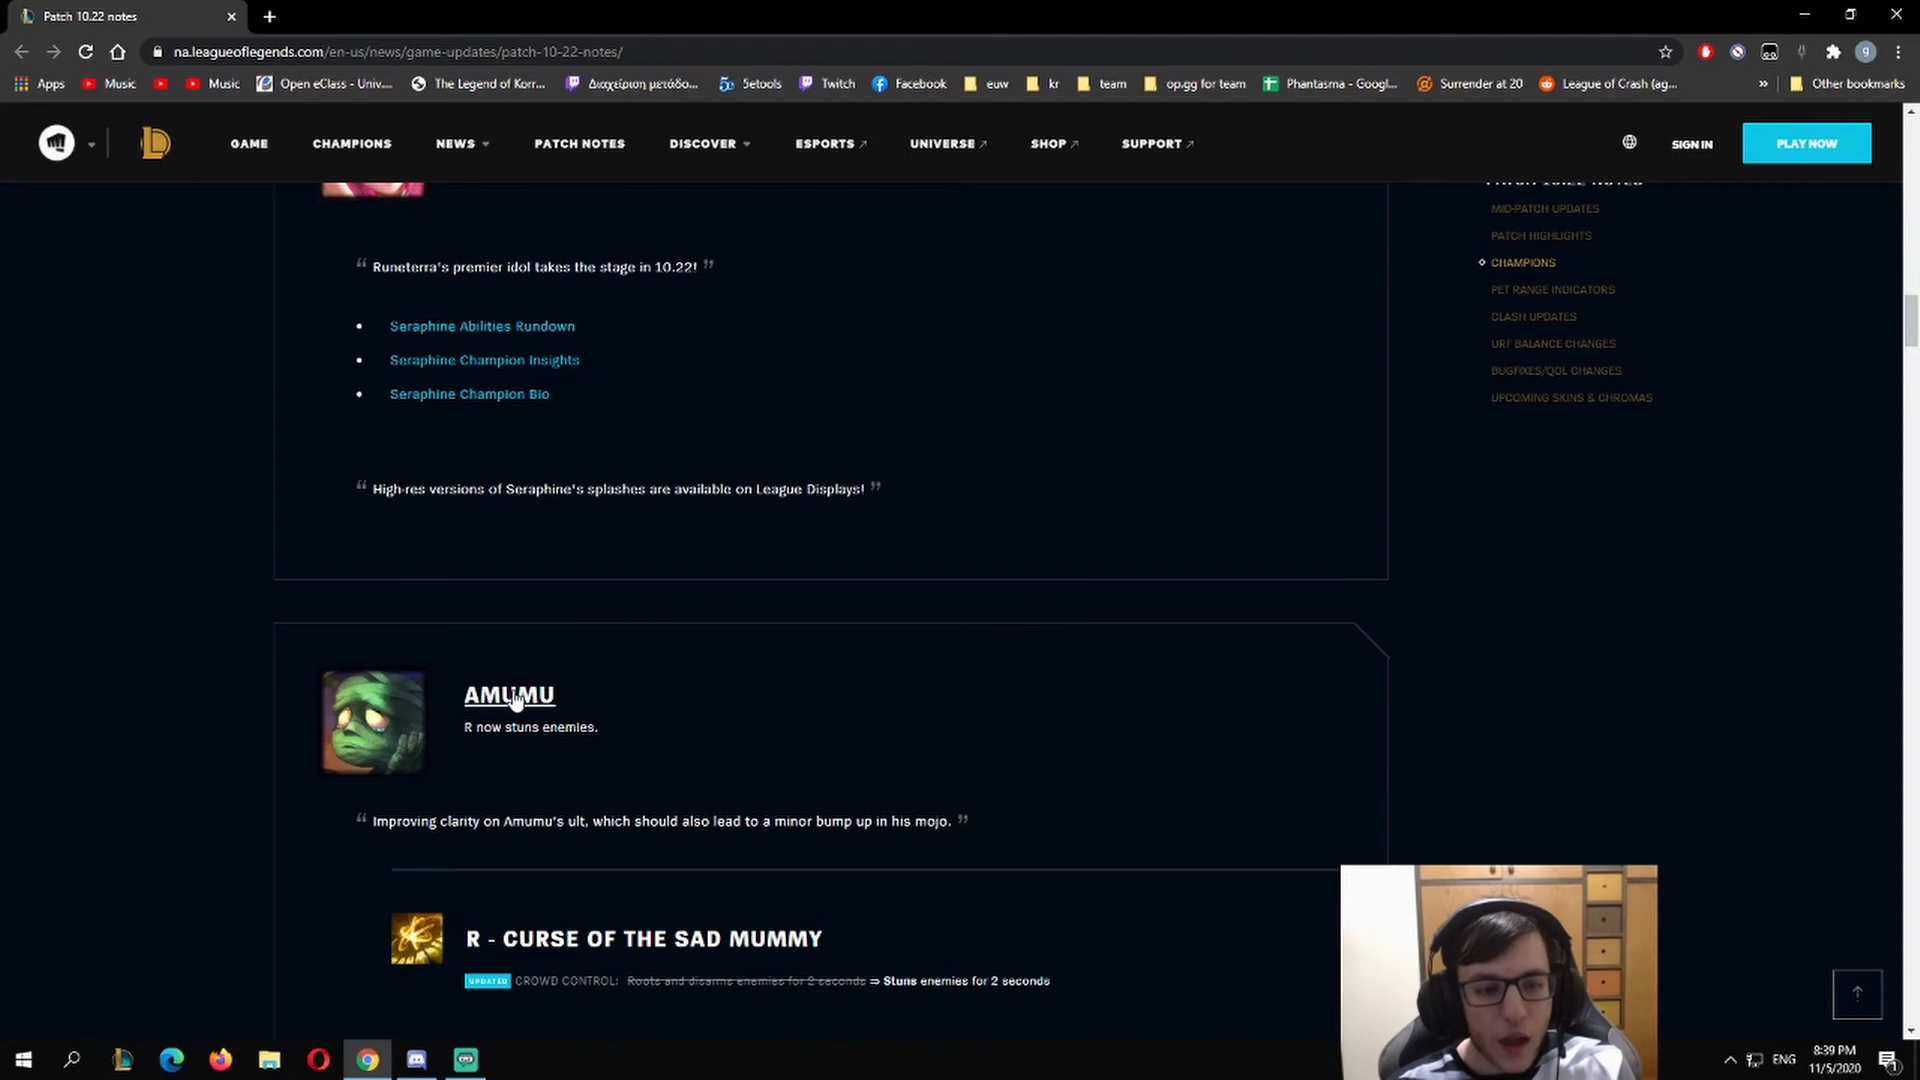 Patch 10.22 notes
na.leagueoflegends.com/en-us/news/game-updates/patch-10-22-notes/
g
Apps
Music
Music
Open eClass - Univ...
The Legend of Korr...
Διαχείριση μετάδο...
5etools
Twitch
Facebook
euw
kr
team
op.gg for team
Phantasma - Googl...
Surrender at 20
League of Crash (ag...
»
Other bookmarks
GAME
CHAMPIONS
NEWS
PATCH NOTES
DISCOVER
ESPORTS
UNIVERSE
SHOP
SUPPORT
SIGN IN
PLAY NOW
PATCH 10.22 NOTES
MID-PATCH UPDATES
PATCH HIGHLIGHTS
CHAMPIONS
PET RANGE INDICATORS
CLASH UPDATES
URF BALANCE CHANGES
BUGFIXES/QOL CHANGES
UPCOMING SKINS & CHROMAS
“ Runeterra's premier idol takes the stage in 10.22! ”
• Seraphine Abilities Rundown
• Seraphine Champion Insights
• Seraphine Champion Bio
“ High-res versions of Seraphine's splashes are available on League Displays! ”
AMUMU
R now stuns enemies.
“ Improving clarity on Amumu's ult, which should also lead to a minor bump up in his mojo. ”
R - CURSE OF THE SAD MUMMY
UPDATED CROWD CONTROL: Roots and disarms enemies for 2 seconds ⇒ Stuns enemies for 2 seconds
ENG
8:39 PM
11/5/2020
1